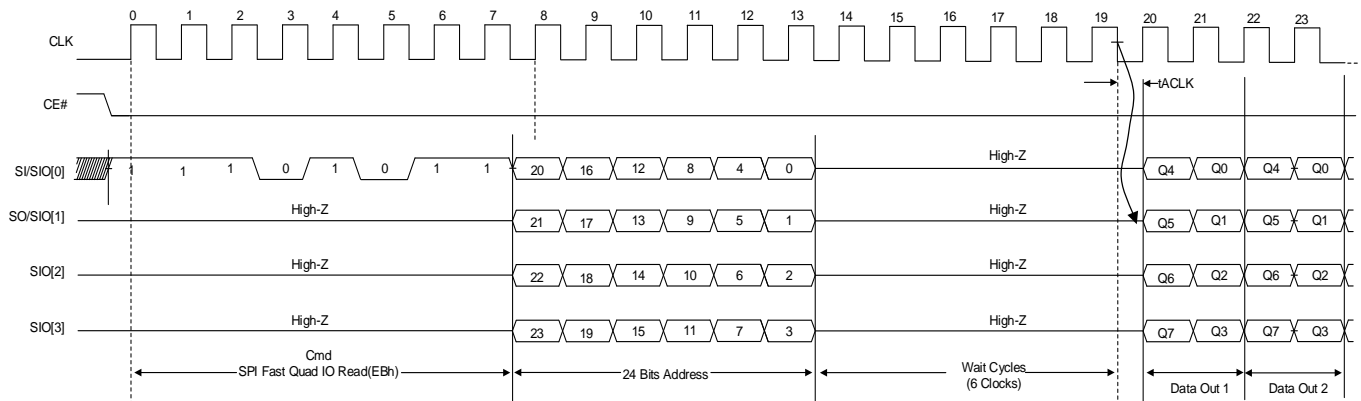 0 1 2 3 4 5 6 7 8 9 10 11 12 13 14 15 16 17 18 19 20 21 22 23
CLK
tACLK
CE#
SI/SIO[0] 1 1 1 0 1 0 1 1 20 16 12 8 4 0 High-Z Q4 Q0 Q4 Q0
SO/SIO[1] High-Z 21 17 13 9 5 1 High-Z Q5 Q1 Q5 Q1
SIO[2] High-Z 22 18 14 10 6 2 High-Z Q6 Q2 Q6 Q2
SIO[3] High-Z 23 19 15 11 7 3 High-Z Q7 Q3 Q7 Q3
Cmd
SPI Fast Quad IO Read(EBh)
24 Bits Address
Wait Cycles
(6 Clocks)
Data Out 1 Data Out 2